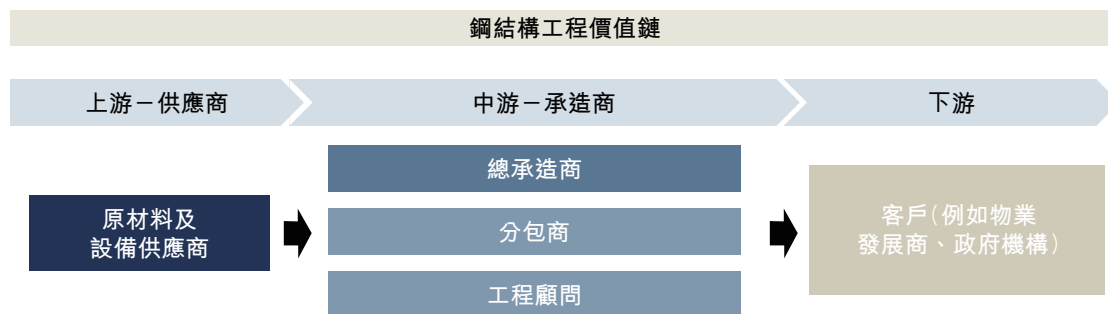 鋼結構工程價值鏈
上游－供應商
中游－承造商
下游
原材料及
設備供應商
總承造商
分包商
工程顧問
客戶（例如物業
發展商、政府機構）